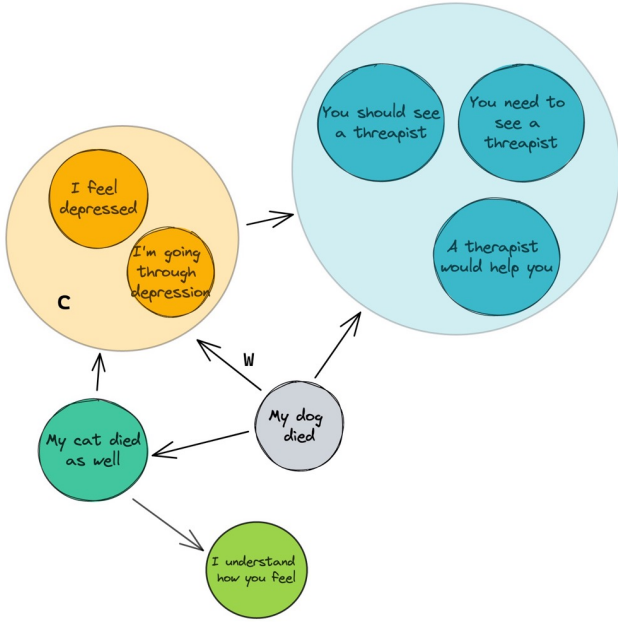 You should see
a threapist
You need to
see a
threapist
I feel
depressed
A therapist
would help you
I'm going
through
depression
C
W
My dog
died
My cat died
as well
I understand
how you feel